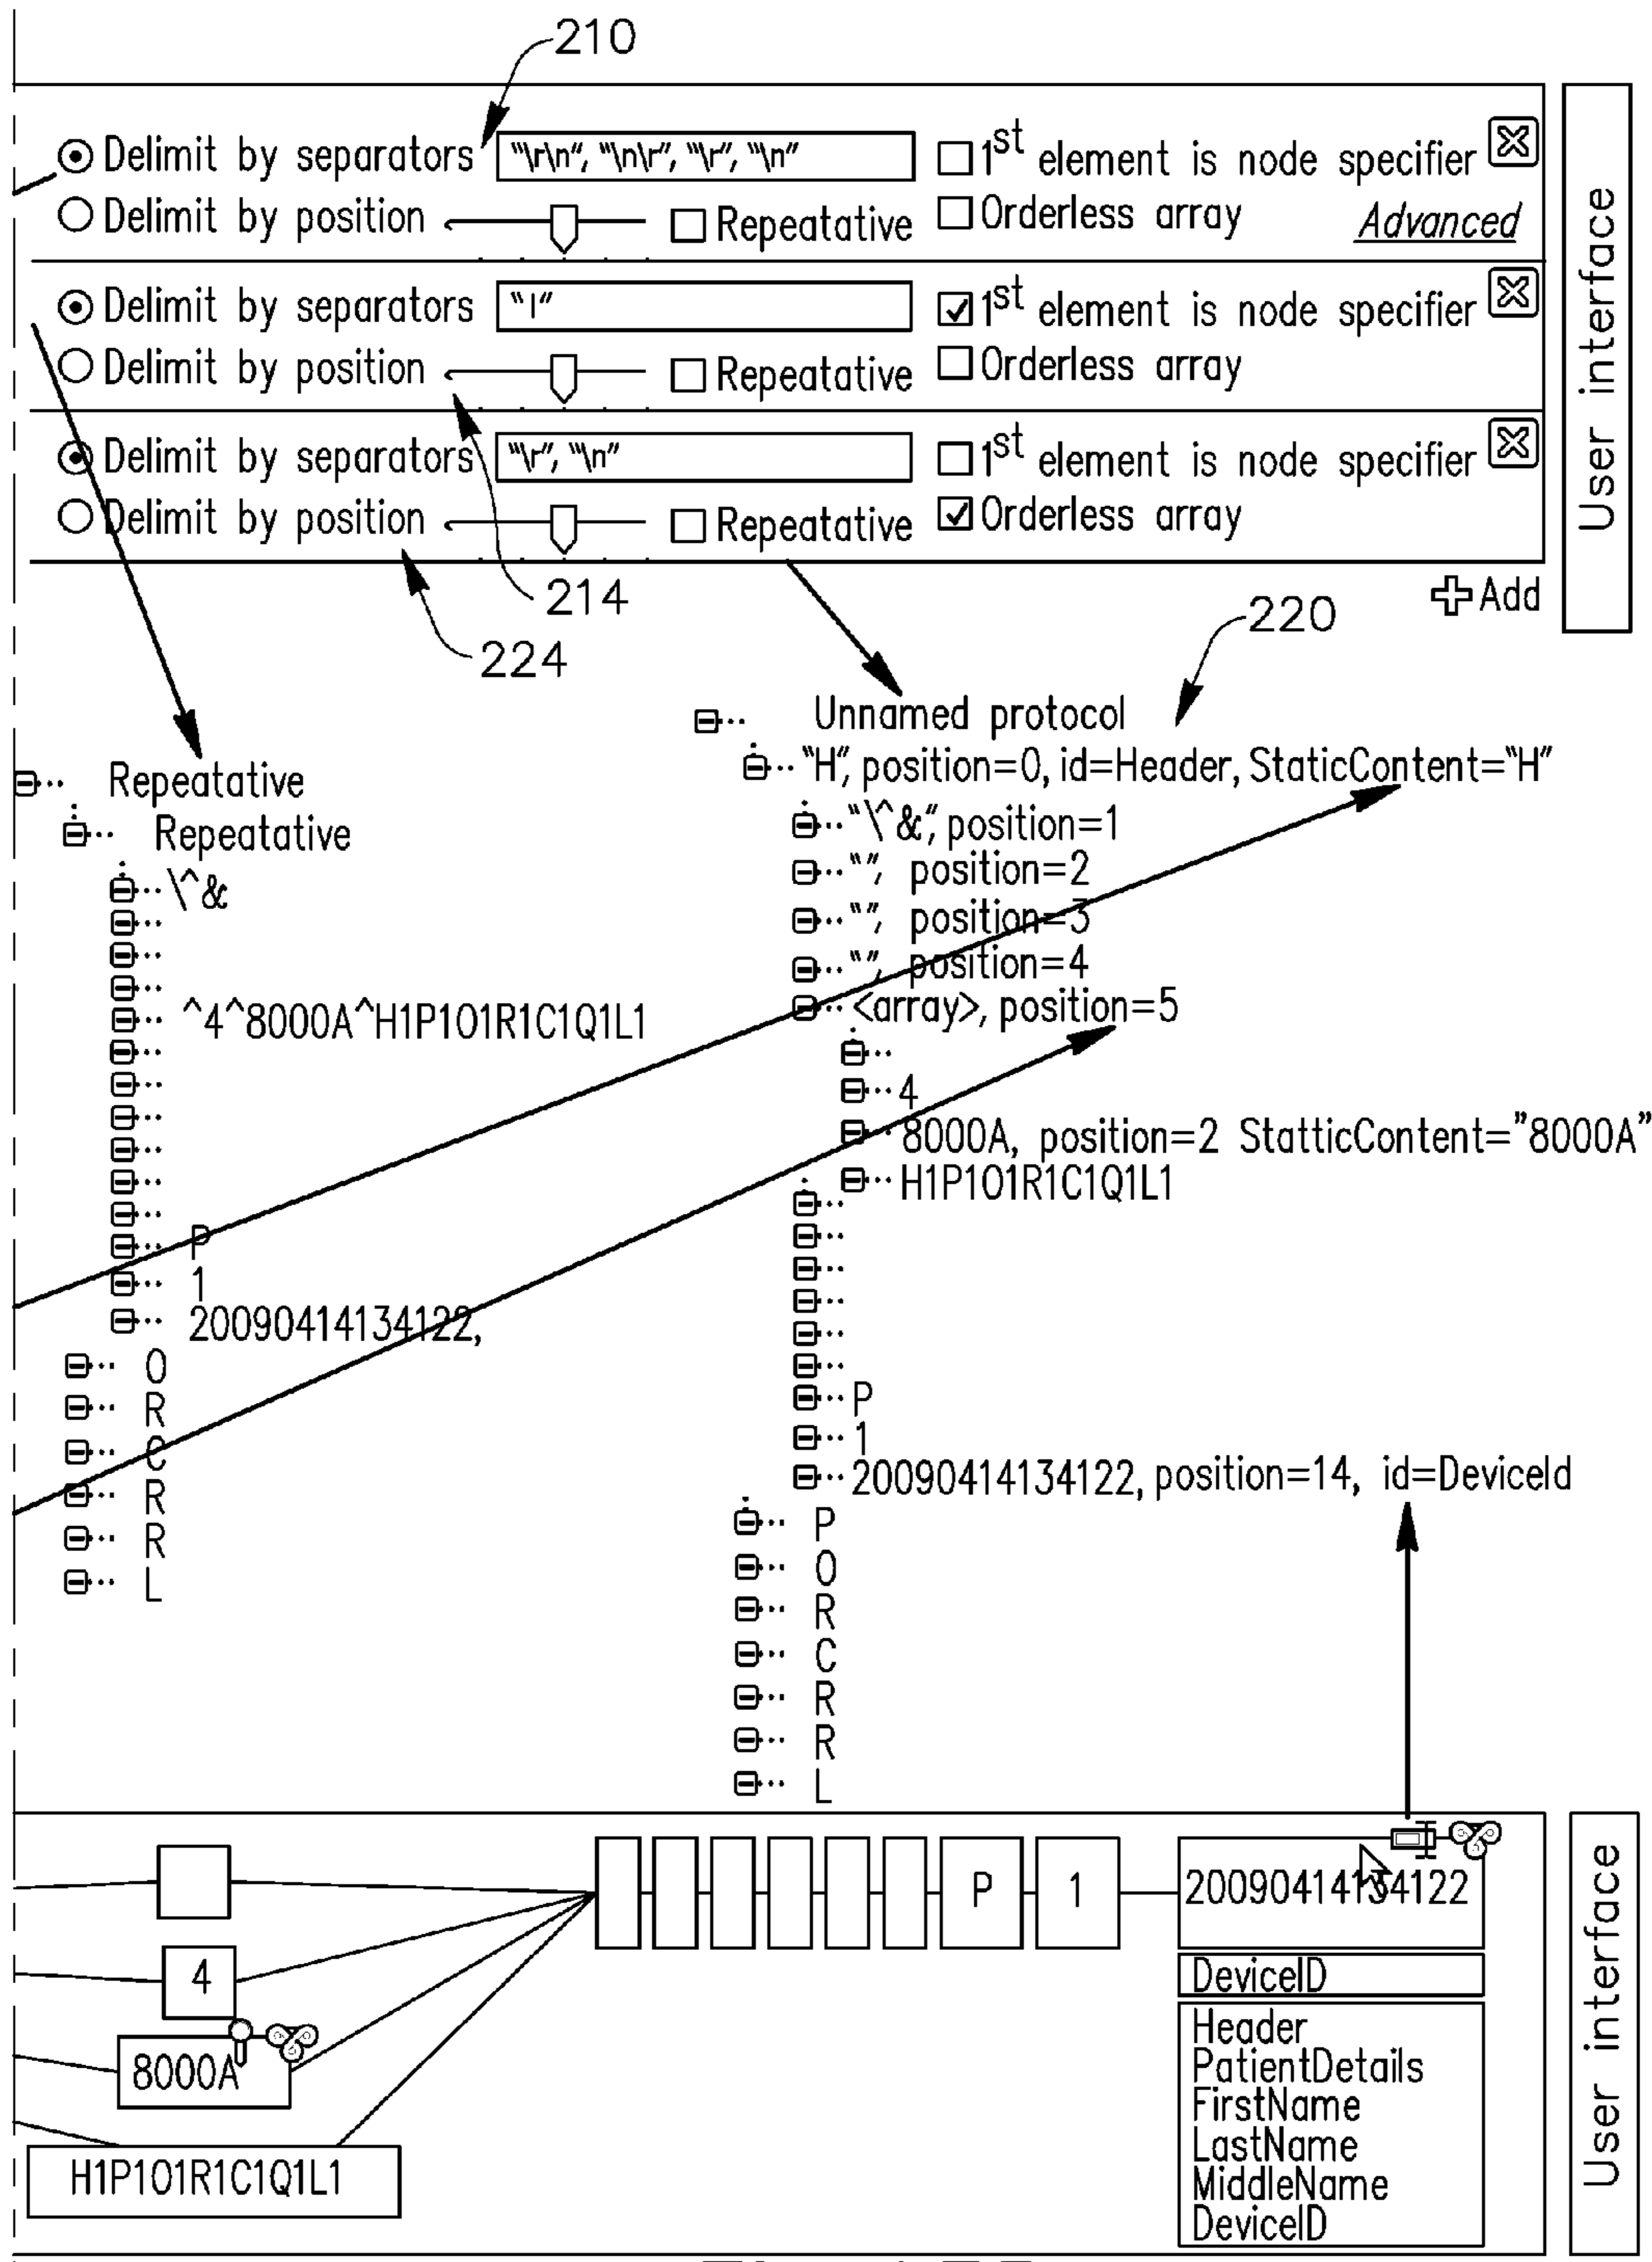 210
Delimit by separators "\r\n", "\n\r", "\r", "\n" 1st element is node specifier
Delimit by position Repeatative Orderless array Advanced
Delimit by separators "|" 1st element is node specifier
Delimit by position Repeatative Orderless array
Delimit by separators "\r", "\n" 1st element is node specifier
Delimit by position Repeatative Orderless array
User interface
Add
214
224
220
Repeatative
Repeatative
\^&
^4^8000A^H1P1O1R1C1Q1L1
P
1
20090414134122,
O
R
C
R
R
L
Unnamed protocol
"H", position=0, id=Header, StaticContent="H"
"\^&", position=1
"", position=2
"", position=3
"", position=4
<array>, position=5
4
8000A, position=2 StatticContent="8000A"
H1P1O1R1C1Q1L1
P
1
20090414134122, position=14, id=DeviceId
P
O
R
C
R
R
L
4
8000A
H1P1O1R1C1Q1L1
P 1 20090414134122
DeviceID
Header
PatientDetails
FirstName
LastName
MiddleName
DeviceID
User interface